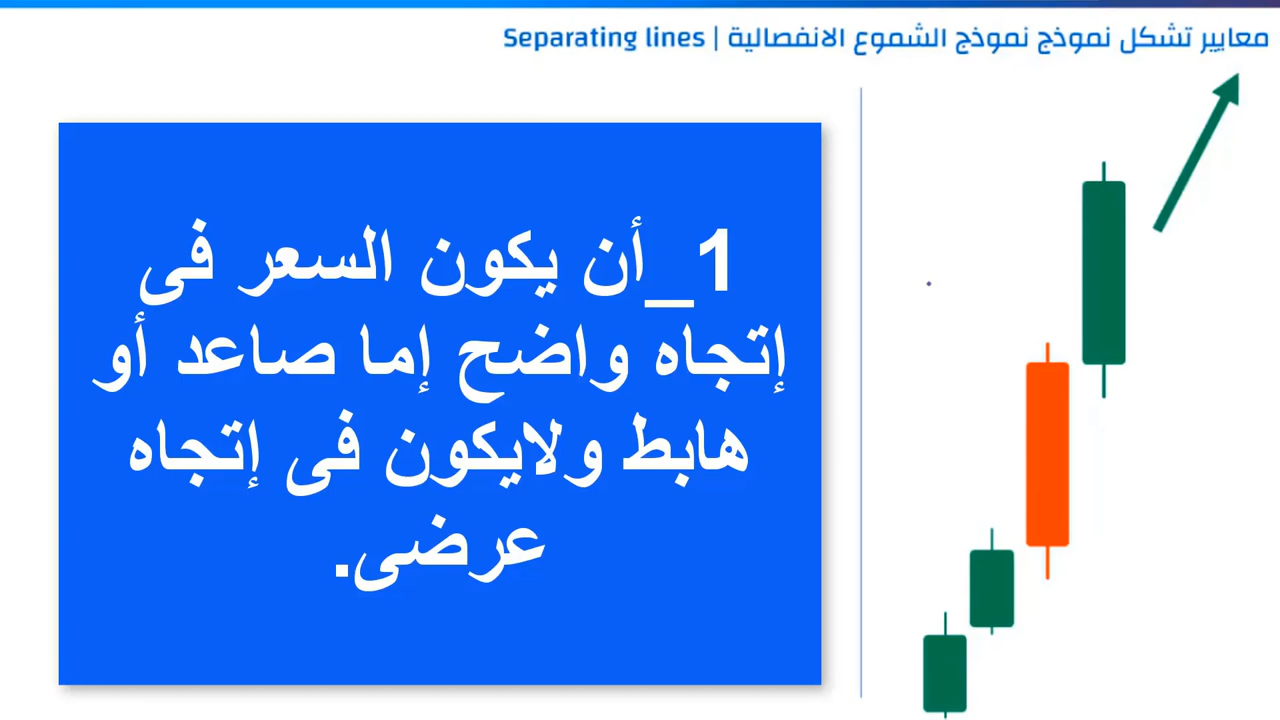 معايير تشكل نموذج نموذج الشموع الانفصالية | Separating lines
1_أن يكون السعر فى
إتجاه واضح إما صاعد أو
هابط ولايكون فى إتجاه
عرضى.